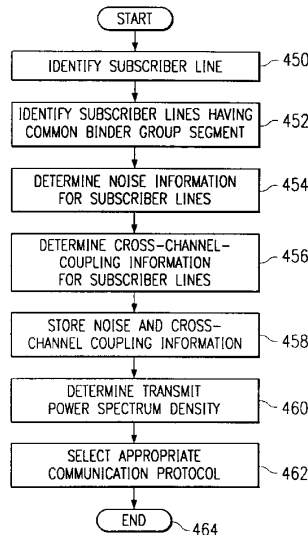 START
IDENTIFY SUBSCRIBER LINE
450
IDENTIFY SUBSCRIBER LINES HAVING
COMMON BINDER GROUP SEGMENT
452
DETERMINE NOISE INFORMATION
FOR SUBSCRIBER LINES
454
DETERMINE CROSS-CHANNEL-
COUPLING INFORMATION
FOR SUBSCRIBER LINES
456
STORE NOISE AND CROSS-
CHANNEL COUPLING INFORMATION
458
DETERMINE TRANSMIT
POWER SPECTRUM DENSITY
460
SELECT APPROPRIATE
COMMUNICATION PROTOCOL
462
END
464